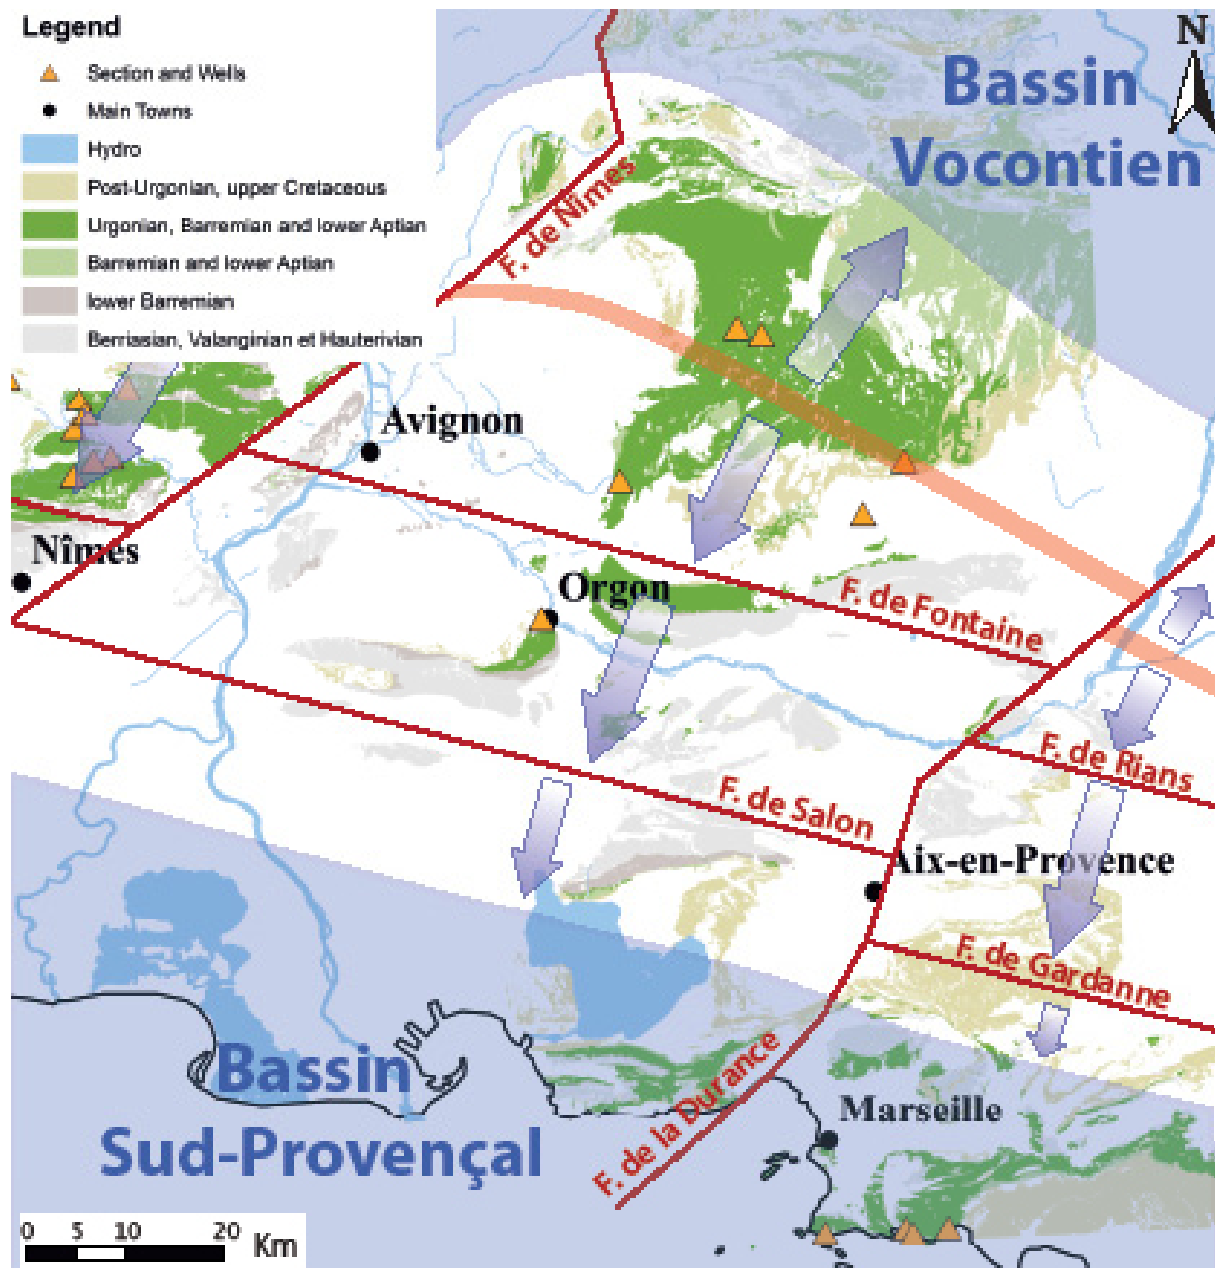 Legend
Section and Wells
Main Towns
Hydro
Post-Urgonian, upper Cretaceous
Urgonian, Barremian and lower Aptian
Barremian and lower Aptian
lower Barremian
Berriasian, Valanginian et Hauterivian
N
Bassin
Vocontien
F. de Nîmes
Avignon
Nîmes
Orgon
F. de Fontaine
F. de Rians
F. de Salon
Aix-en-Provence
F. de Gardanne
Bassin
Sud-Provençal
F. de la Durance
Marseille
0 5 10 20 Km